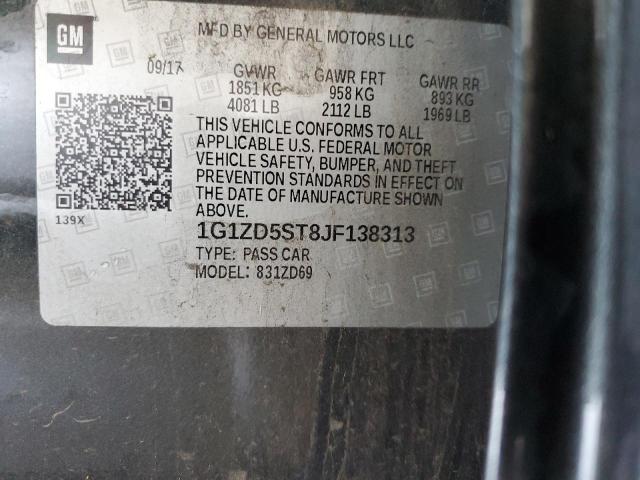 GM
MFD BY GENERAL MOTORS LLC
09/17 GVWR GAWR FRT GAWR RR
1851 KG 958 KG 893 KG
4081 LB 2112 LB 1969 LB
THIS VEHICLE CONFORMS TO ALL
APPLICABLE U.S. FEDERAL MOTOR
VEHICLE SAFETY, BUMPER, AND THEFT
PREVENTION STANDARDS IN EFFECT ON
THE DATE OF MANUFACTURE SHOWN
ABOVE.
139X
1G1ZD5ST8JF138313
TYPE: PASS CAR
MODEL: 831ZD69